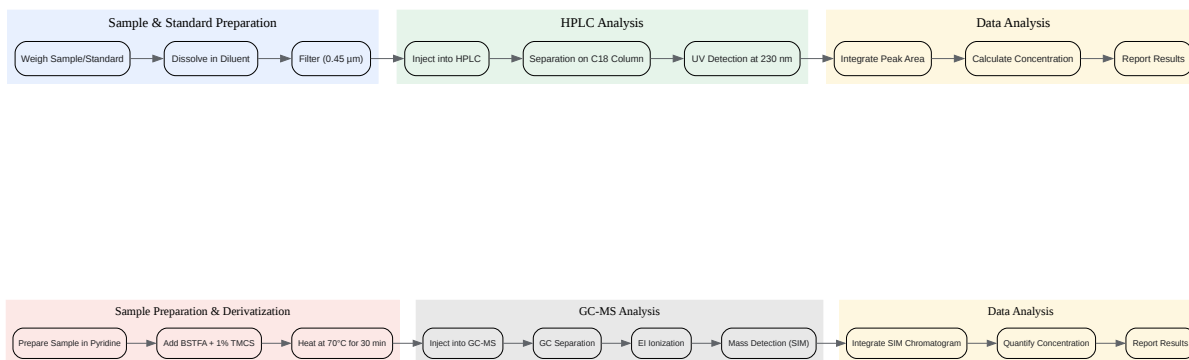 Sample & Standard Preparation
HPLC Analysis
Data Analysis
Weigh Sample/Standard
Dissolve in Diluent
Filter (0.45 µm)
Inject into HPLC
Separation on C18 Column
UV Detection at 230 nm
Integrate Peak Area
Calculate Concentration
Report Results
Sample Preparation & Derivatization
GC-MS Analysis
Data Analysis
Prepare Sample in Pyridine
Add BSTFA + 1% TMCS
Heat at 70°C for 30 min
Inject into GC-MS
GC Separation
EI Ionization
Mass Detection (SIM)
Integrate SIM Chromatogram
Quantify Concentration
Report Results